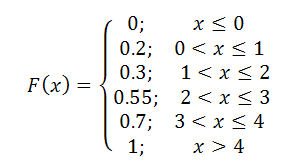 0; x ≤ 0
0.2; 0 < x ≤ 1
0.3; 1 < x ≤ 2
F(x) =
0.55; 2 < x ≤ 3
0.7; 3 < x ≤ 4
1; x > 4